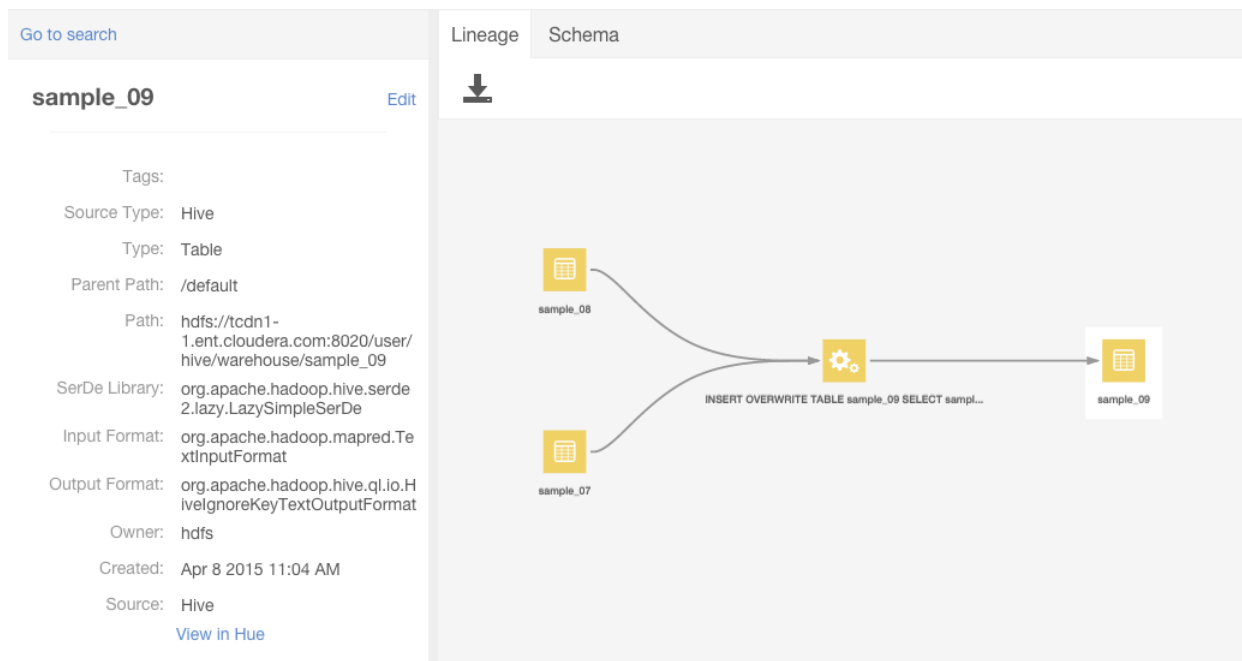 Go to search
Lineage Schema
sample_09 Edit
Tags:
Source Type: Hive
Type: Table
Parent Path: /default
Path: hdfs://tcdn1-
1.ent.cloudera.com:8020/user/
hive/warehouse/sample_09
SerDe Library: org.apache.hadoop.hive.serde
2.lazy.LazySimpleSerDe
Input Format: org.apache.hadoop.mapred.Te
xtInputFormat
Output Format: org.apache.hadoop.hive.ql.io.H
iveIgnoreKeyTextOutputFormat
Owner: hdfs
Created: Apr 8 2015 11:04 AM
Source: Hive
View in Hue
sample_08
INSERT OVERWRITE TABLE sample_09 SELECT sampl...
sample_09
sample_07